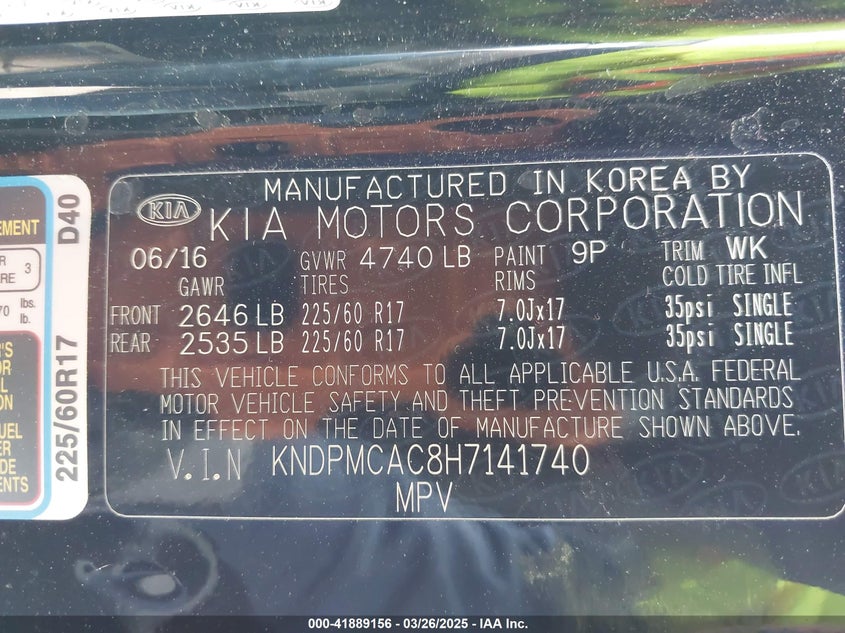 MANUFACTURED IN KOREA BY
KIA KIA MOTORS CORPORATION
06/16 GVWR 4740 LB PAINT 9P TRIM WK
GAWR TIRES RIMS COLD TIRE INFL
FRONT 2646 LB 225/60 R17 7.0Jx17 35psi SINGLE
REAR 2535 LB 225/60 R17 7.0Jx17 35psi SINGLE
THIS VEHICLE CONFORMS TO ALL APPLICABLE U.S.A. FEDERAL
MOTOR VEHICLE SAFETY AND THEFT PREVENTION STANDARDS
IN EFFECT ON THE DATE OF MANUFACTURE SHOWN ABOVE.
V.I.N KNDPMCAC8H7141740
MPV
225/60R17 D40
000-41889156 - 03/26/2025 - IAA Inc.